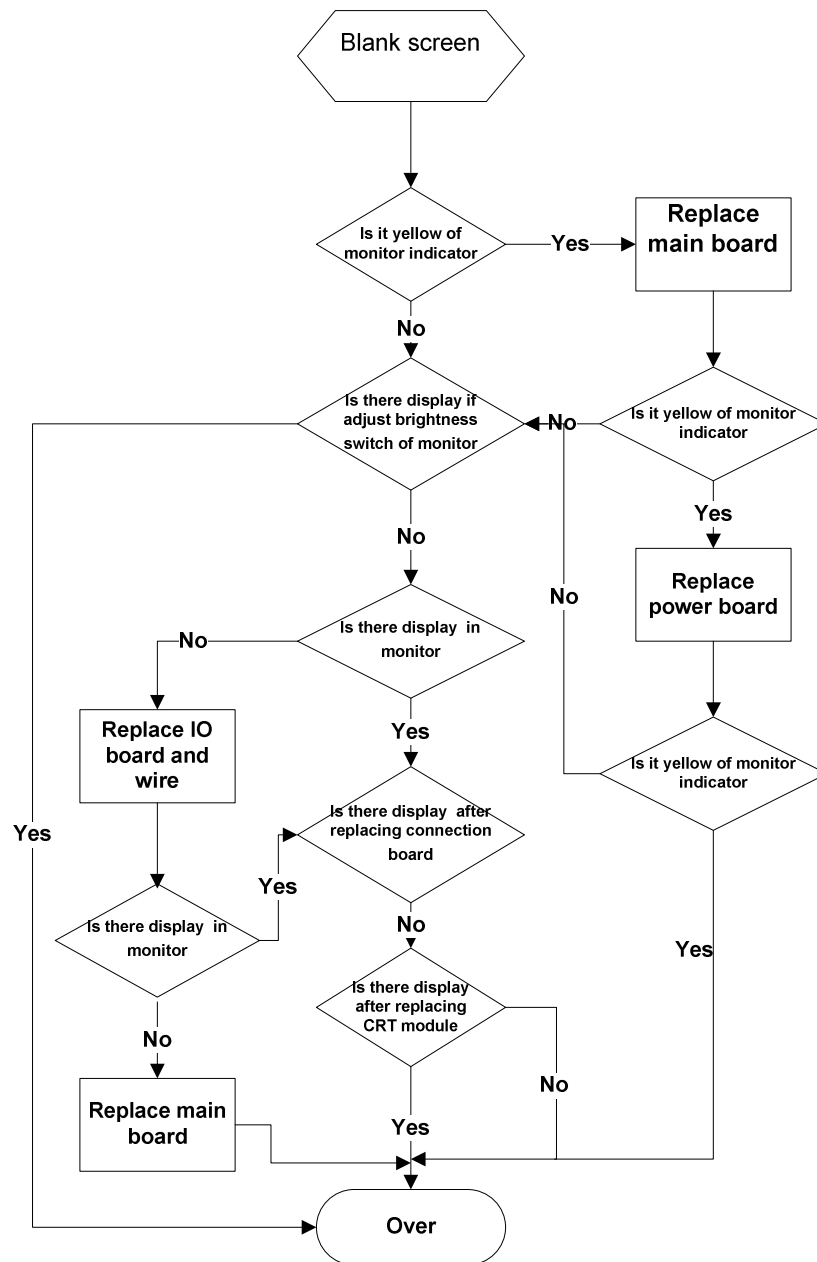 Blank screen
Is it yellow of
monitor indicator
Yes
Replace
main board
No
Is there display if
adjust brightness
switch of monitor
No
Is it yellow of monitor
indicator
Yes
No
Replace
power board
No
Is there display in
monitor
No
Yes
Replace IO
board and
wire
Is it yellow of monitor
indicator
Is there display after
replacing connection
board
Yes
Yes
Is there display in
monitor
No
Yes
Is there display
after replacing
CRT module
No
No
Replace main
board
Yes
Over